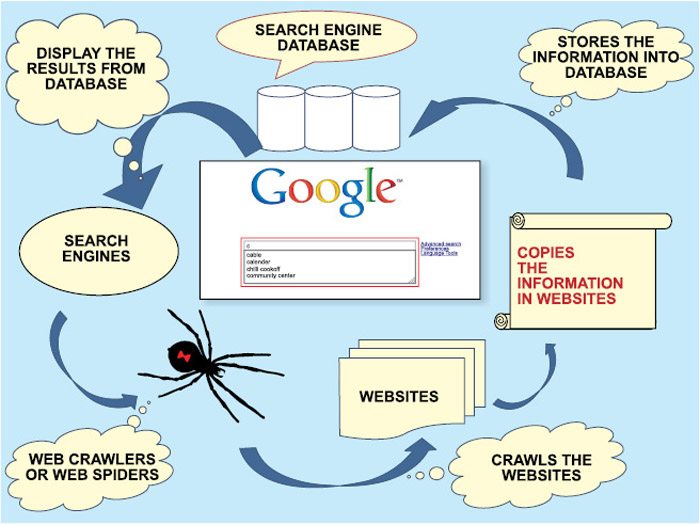 DISPLAY THE
RESULTS FROM
DATABASE
SEARCH ENGINE
DATABASE
STORES THE
INFORMATION INTO
DATABASE
Google™
c
cable
calender
chilli cookoff
community center
Advanced search
Preferences
Language Tools
SEARCH
ENGINES
COPIES
THE
INFORMATION
IN WEBSITES
WEBSITES
WEB CRAWLERS
OR WEB SPIDERS
CRAWLS THE
WEBSITES